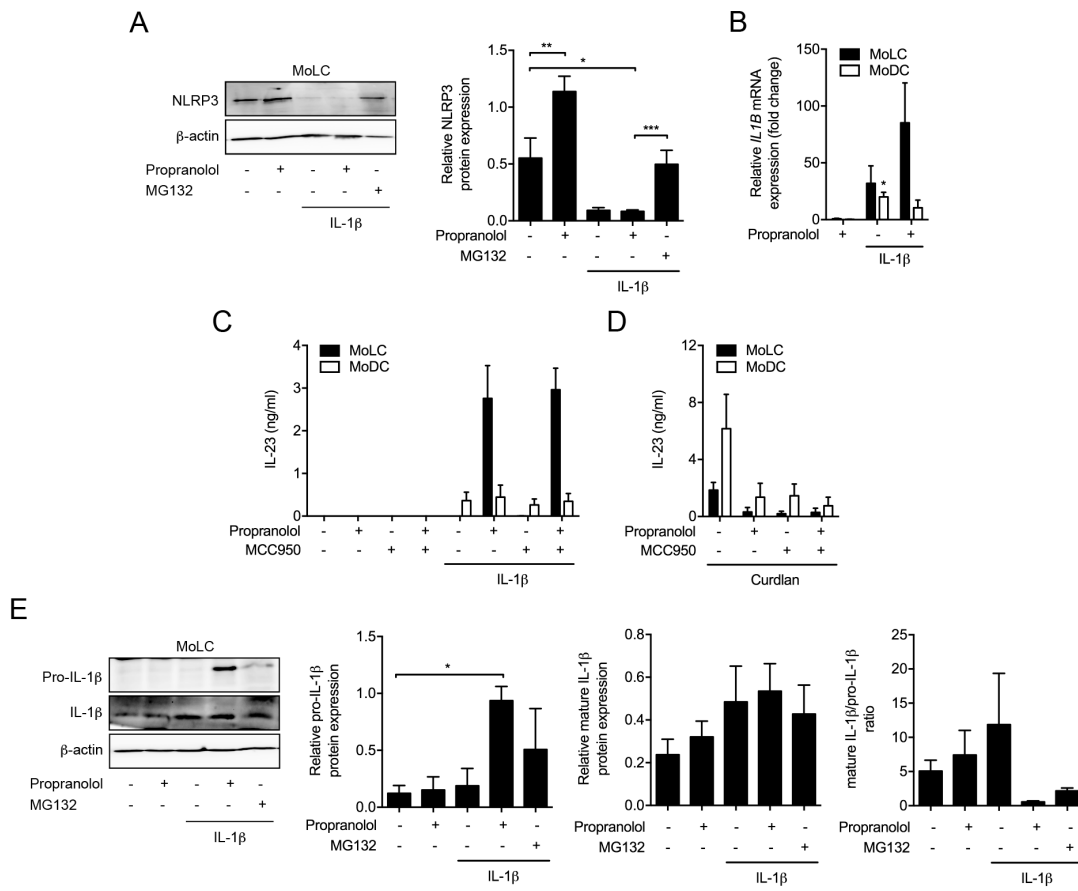 A
MoLC
NLRP3
β-actin
Propranolol - + - + -
MG132 - - - - +
IL-1β
Relative NLRP3
protein expression
1.5
1.0
0.5
0.0
**
*
***
Propranolol - + - + -
MG132 - - - - +
IL-1β
B
Relative IL1B mRNA
expression (fold change)
150
100
50
0
MoLC
MoDC
*
Propranolol + - +
IL-1β
C
IL-23 (ng/ml)
4
3
2
1
0
MoLC
MoDC
Propranolol - + - + - + - +
MCC950 - - + + - - + +
IL-1β
D
IL-23 (ng/ml)
12
8
4
0
MoLC
MoDC
Propranolol - + - +
MCC950 - - + +
Curdlan
E
MoLC
Pro-IL-1β
IL-1β
β-actin
Propranolol - + - + -
MG132 - - - - +
IL-1β
Relative pro-IL-1β
protein expression
1.5
1.0
0.5
0.0
*
Propranolol - + - + -
MG132 - - - - +
IL-1β
Relative mature IL-1β
protein expression
0.8
0.6
0.4
0.2
0.0
Propranolol - + - + -
MG132 - - - - +
IL-1β
mature IL-1β/pro-IL-1β
ratio
25
20
15
10
5
0
Propranolol - + - + -
MG132 - - - - +
IL-1β